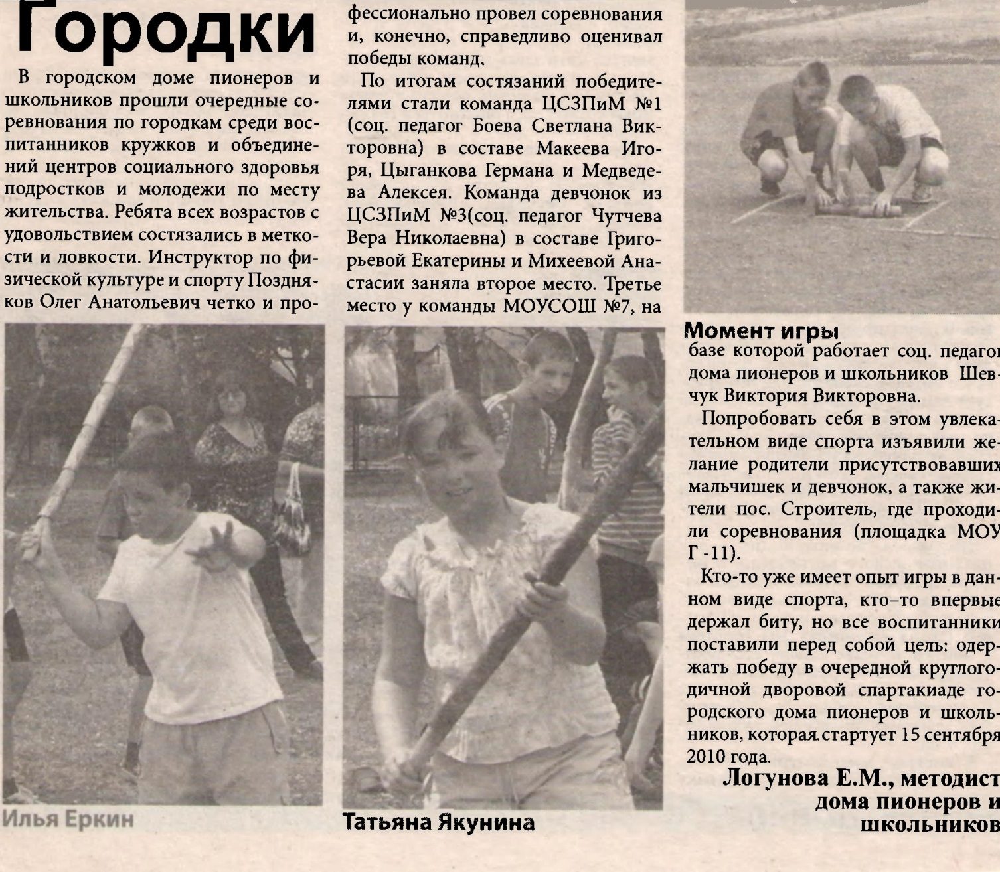 Городки
В городском доме пионеров и
школьников прошли очередные со-
ревнования по городкам среди вос-
питанников кружков и объедине-
ний центров социального здоровья
подростков и молодежи по месту
жительства. Ребята всех возрастов с
удовольствием состязались в метко-
сти и ловкости. Инструктор по фи-
зической культуре и спорту Поздня-
ков Олег Анатольевич четко и про-
фессионально провел соревнования
и, конечно, справедливо оценивал
победы команд.
По итогам состязаний победите-
лями стали команда ЦСЗПиМ №1
(соц. педагог Боева Светлана Вик-
торовна) в составе Макеева Иго-
ря, Цыганкова Германа и Медведе-
ва Алексея. Команда девчонок из
ЦСЗПиМ №3(соц. педагог Чутчева
Вера Николаевна) в составе Григо-
рьевой Екатерины и Михеевой Ана-
стасии заняла второе место. Третье
место у команды МОУСОШ №7, на
Момент игры
базе которой работает соц. педагог
дома пионеров и школьников Шев-
чук Виктория Викторовна.
Попробовать себя в этом увлека-
тельном виде спорта изъявили же-
лание родители присутствовавших
мальчишек и девчонок, а также жи-
тели пос. Строитель, где проходи-
ли соревнования (площадка МОУ
Г -11).
Кто-то уже имеет опыт игры в дан-
ном виде спорта, кто–то впервые
держал биту, но все воспитанники
поставили перед собой цель: одер-
жать победу в очередной круглого-
дичной дворовой спартакиаде го-
родского дома пионеров и школь-
ников, которая стартует 15 сентября
2010 года.
Логунова Е.М., методист
дома пионеров и
школьников
Илья Еркин
Татьяна Якунина